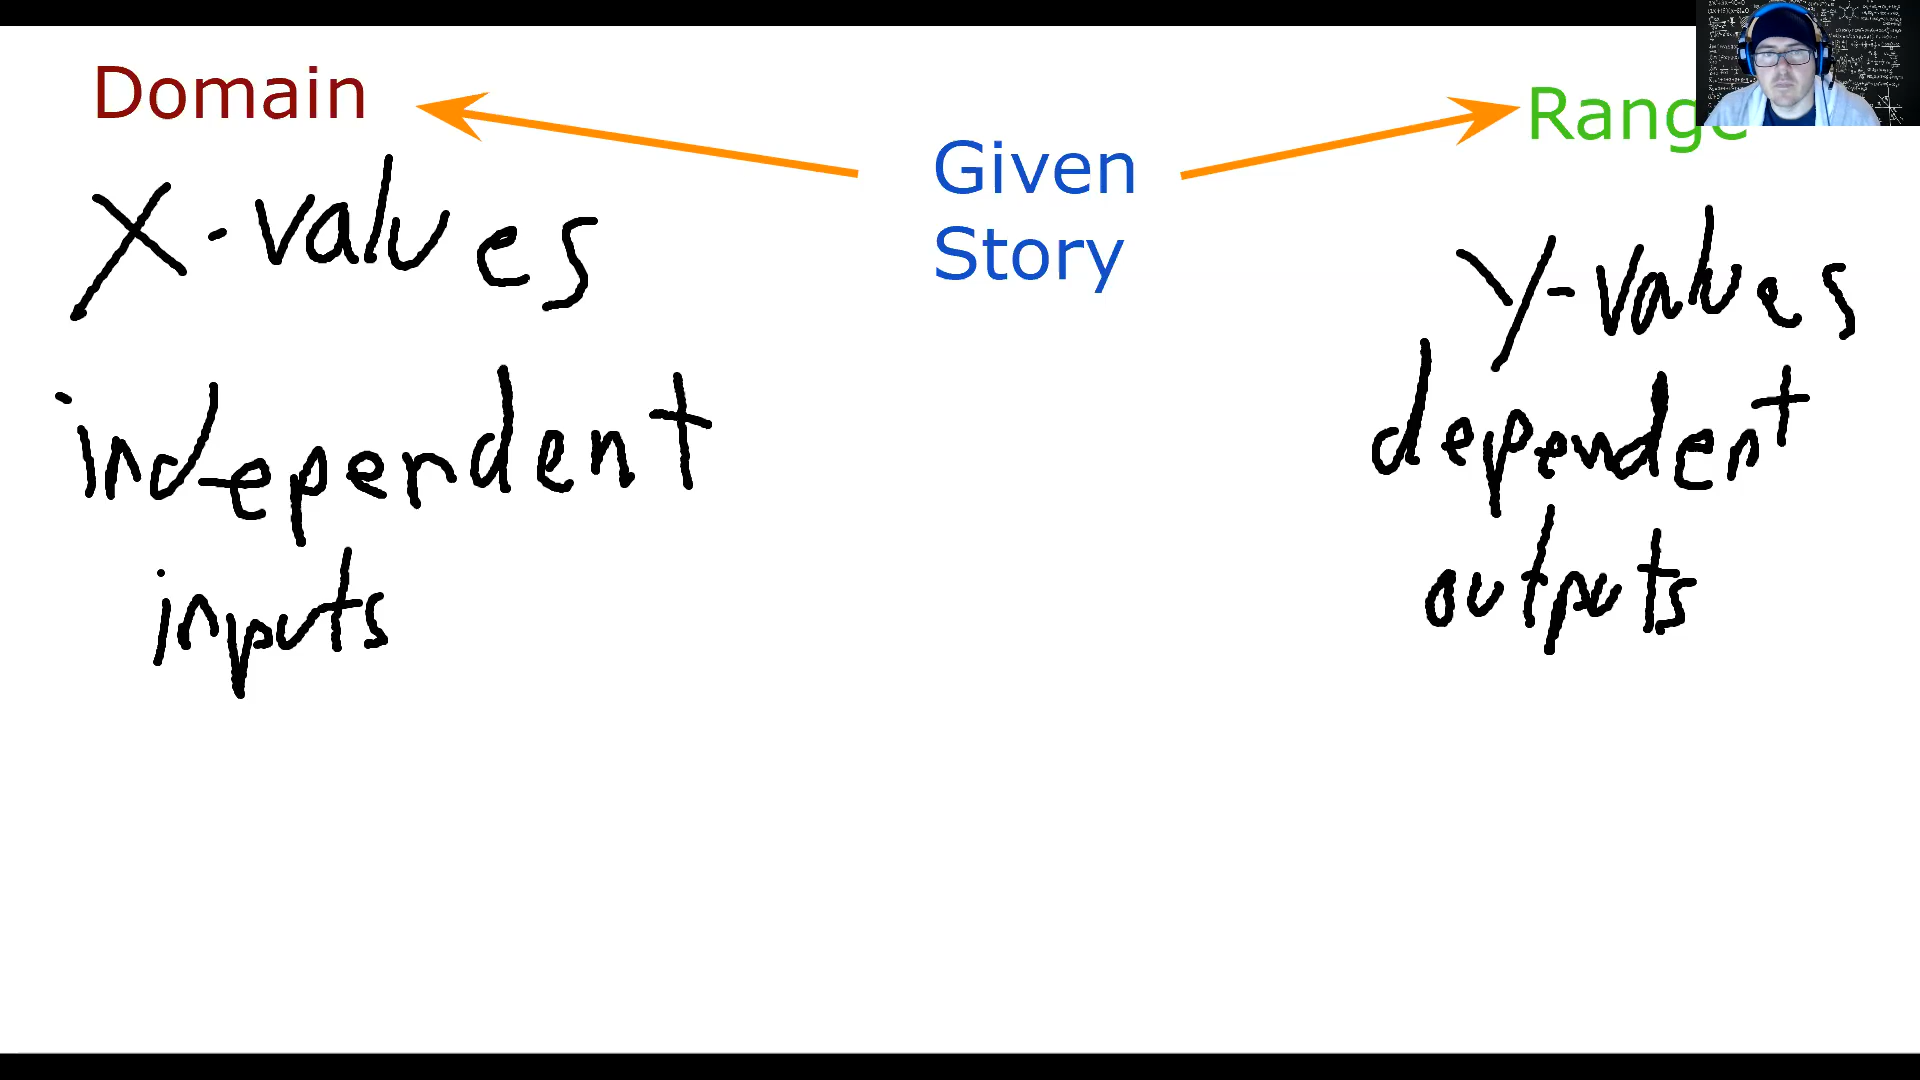 Domain
X-values
independent
inputs
Given
Story
Range
y-values
dependent
outputs